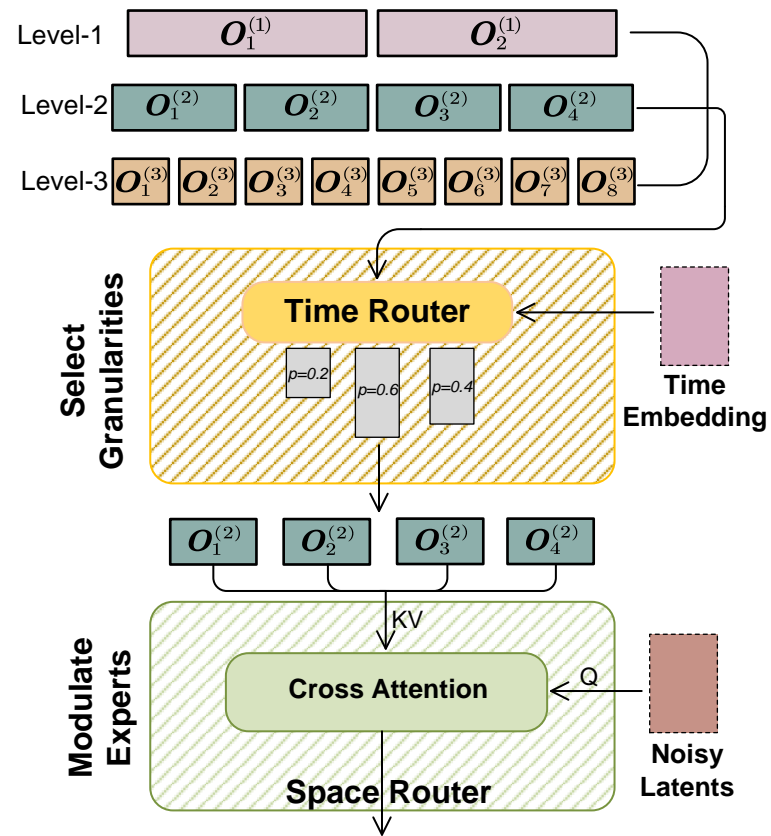 Level-1 O_1^{(1)} O_2^{(1)}
Level-2 O_1^{(2)} O_2^{(2)} O_3^{(2)} O_4^{(2)}
Level-3 O_1^{(3)} O_2^{(3)} O_3^{(3)} O_4^{(3)} O_5^{(3)} O_6^{(3)} O_7^{(3)} O_8^{(3)}
Select
Granularities
Time Router
p=0.2
p=0.6
p=0.4
Time
Embedding
O_1^{(2)} O_2^{(2)} O_3^{(2)} O_4^{(2)}
KV
Modulate
Experts
Cross Attention
Q
Noisy
Latents
Space Router